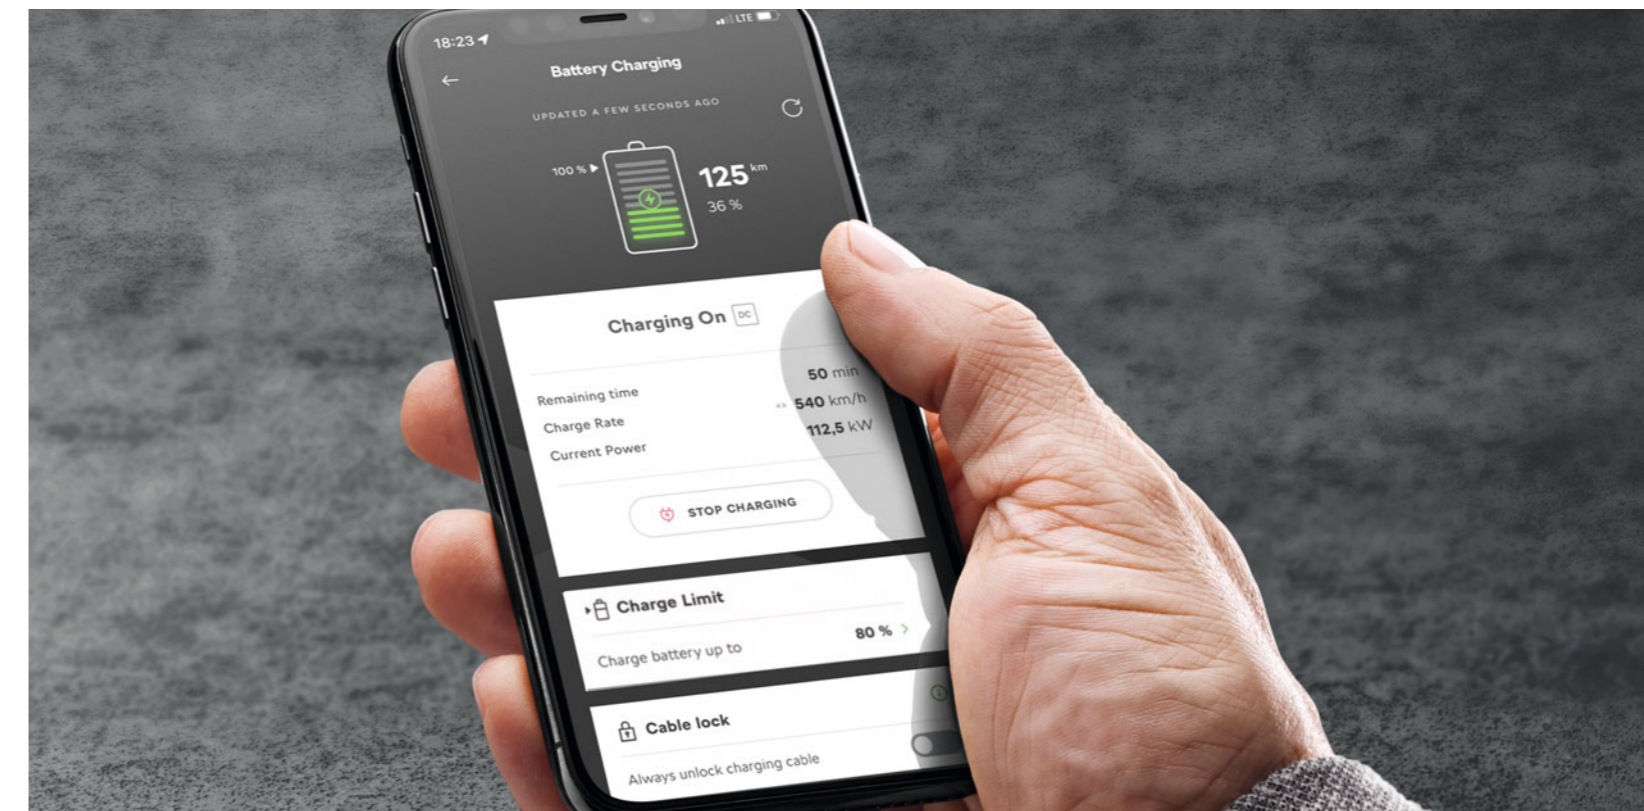 18:23
LTE
Battery Charging
UPDATED A FEW SECONDS AGO
100 %
125 km
36 %
Charging On DC
Remaining time 50 min
Charge Rate 540 km/h
Current Power 112,5 kW
STOP CHARGING
Charge Limit
Charge battery up to 80 %
Cable lock
Always unlock charging cable